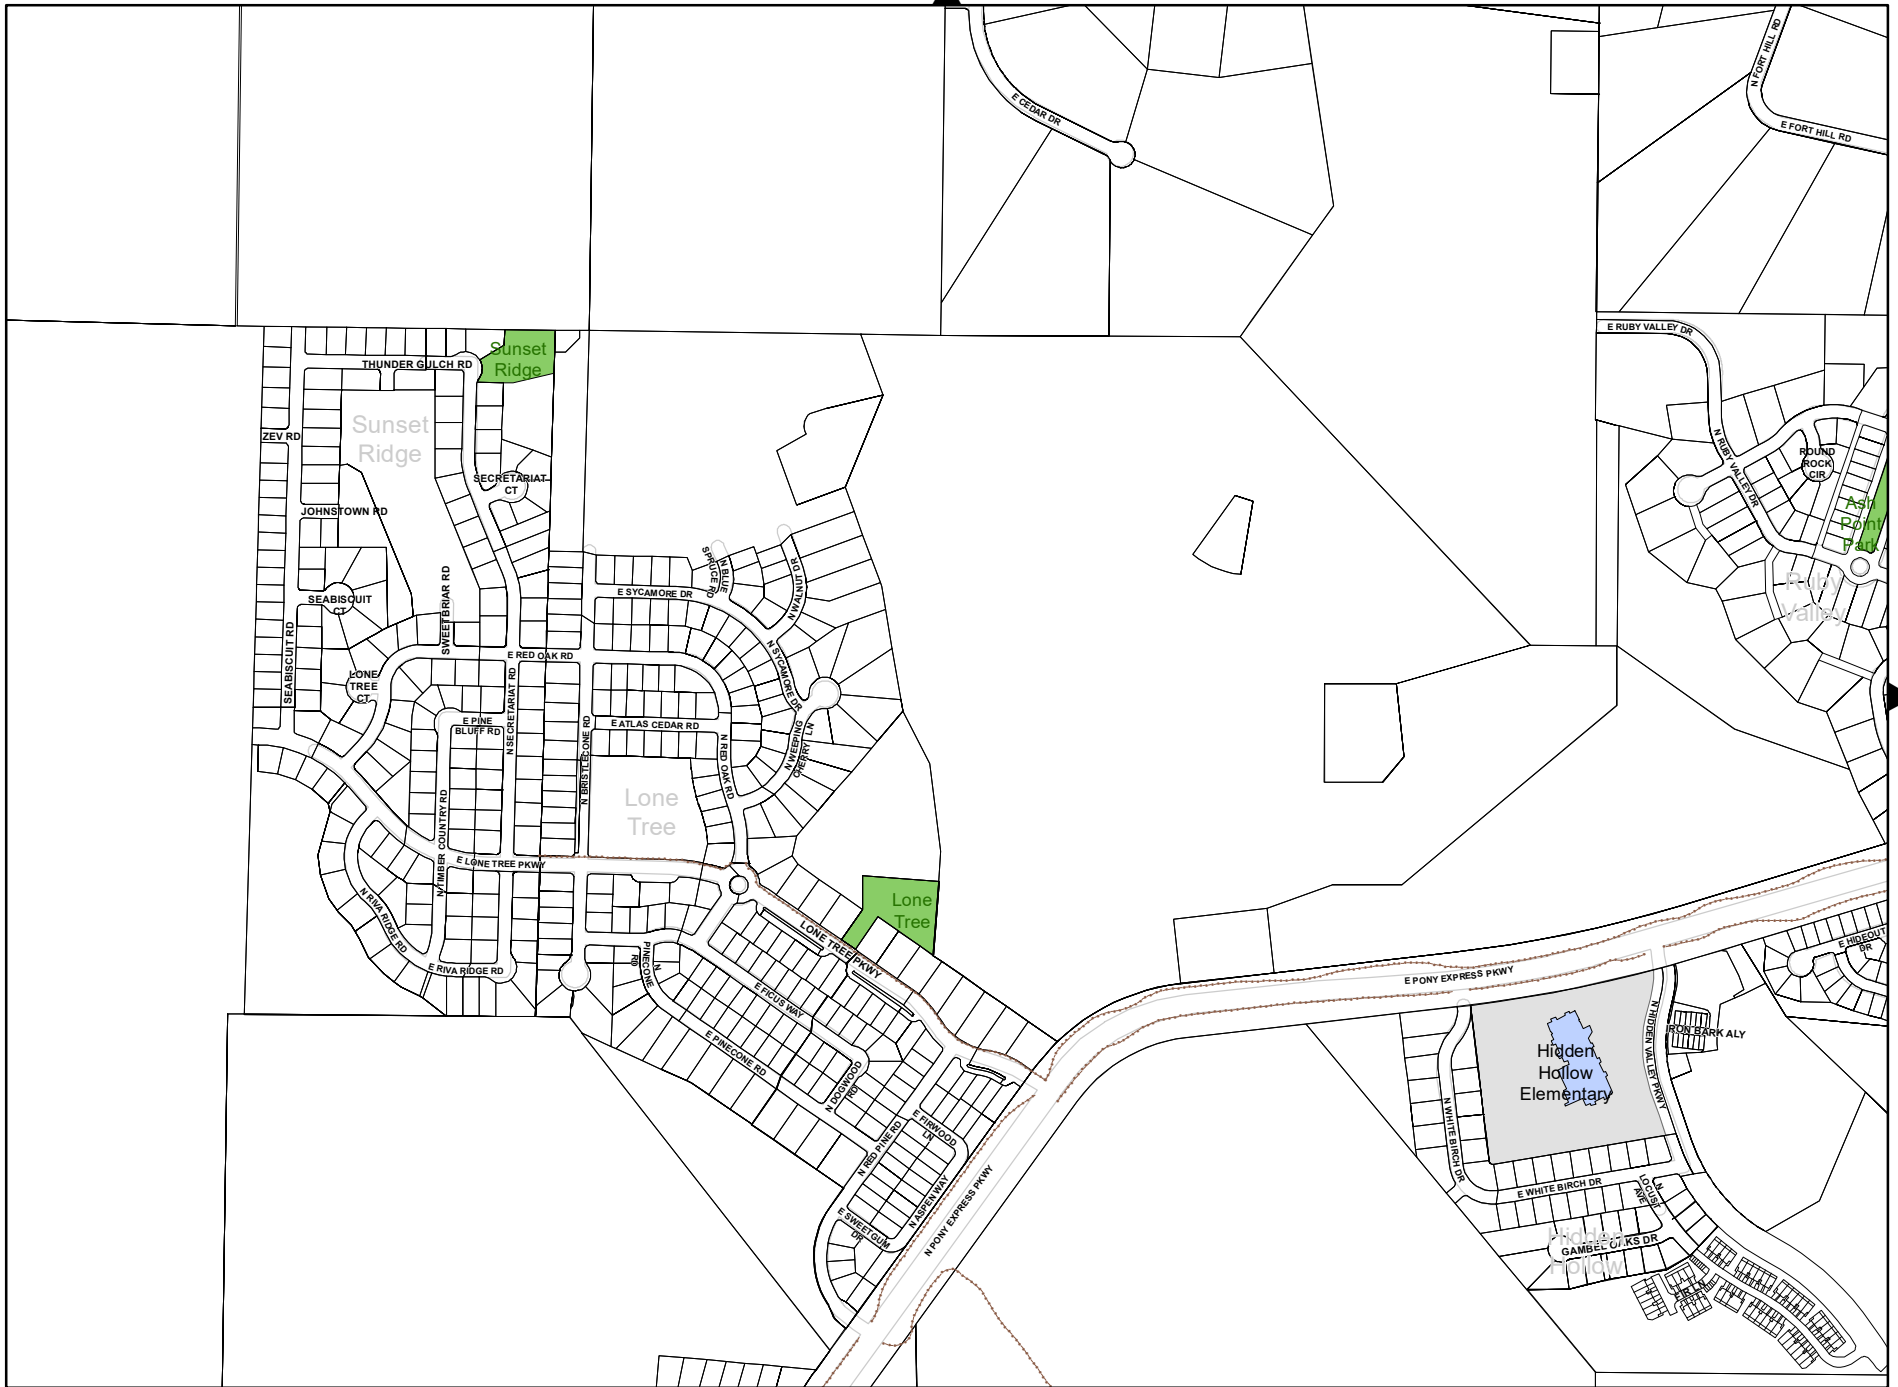 N FORT HILL RD
E CEDAR DR
E FORT HILL RD
E RUBY VALLEY DR
Sunset
Ridge
THUNDER GULCH RD
Sunset
Ridge
ZEV RD
N RUBY VALLEY DR
ROUND
ROCK
CIR
SECRETARIAT
CT
JOHNSTOWN RD
Ash
Point
Park
SPRUCE RD
N BLUE
N WALNUT DR
E SYCAMORE DR
Ruby
Valley
SEABISCUIT
CT
SWEETBRIAR RD
SEABISCUIT RD
E RED OAK RD
N SYCAMORE DR
LONE
TREE
CT
N SECRETARIAT RD
E PINE
BLUFF RD
E ATLAS CEDAR RD
N BRISTLECONE RD
N RED OAK RD
N WEEPING
CHERRY LN
Lone
Tree
N TIMBER COUNTRY RD
E LONE TREE PKWY
N RIVA RIDGE RD
Lone
Tree
LONE TREE PKWY
E RIVA RIDGE RD
N
PINECONE
RD
E HIDEOUT
DR
E PONY EXPRESS PKWY
E FICUS WAY
E PINECONE RD
N HIDDEN VALLEY PKWY
IRON BARK ALY
Hidden
Hollow
Elementary
N DOGWOOD
RD
N WHITE BIRCH DR
E FIRWOOD
LN
N RED PINE RD
N ASPEN WAY
N PONY EXPRESS PKWY
E WHITE BIRCH DR
N
LOCUST
AVE
E SWEETGUM
DR
GAMBEL OAKS DR
Hidden
Hollow